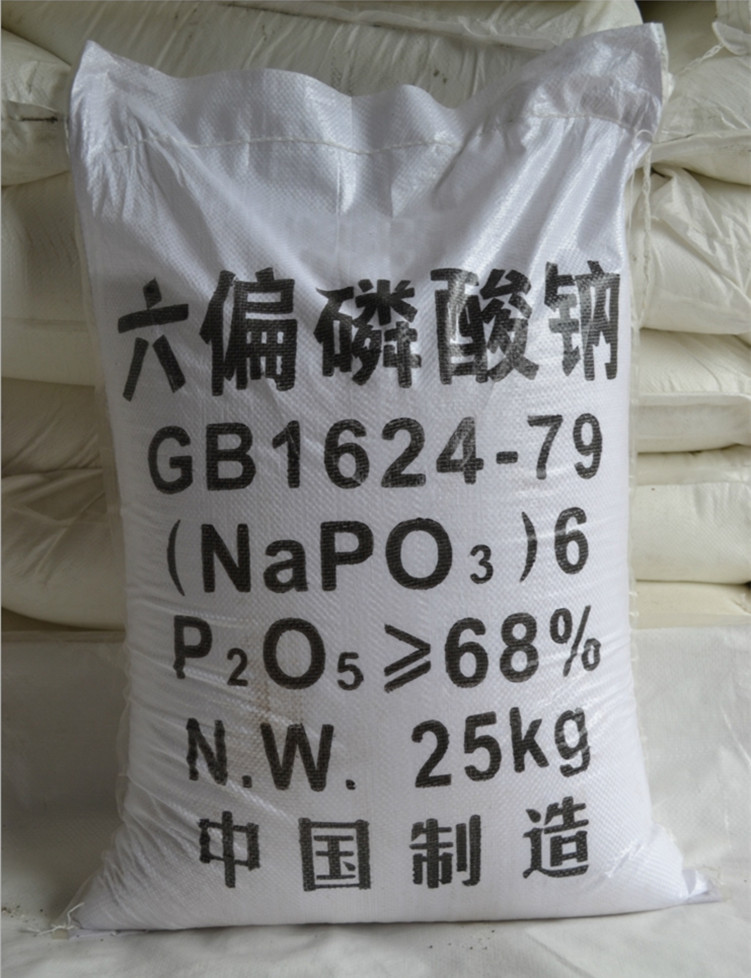 六偏磷酸钠
GB1624-79
(NaPO₃)6
P₂O₅≥68%
N.W. 25kg
中国制造